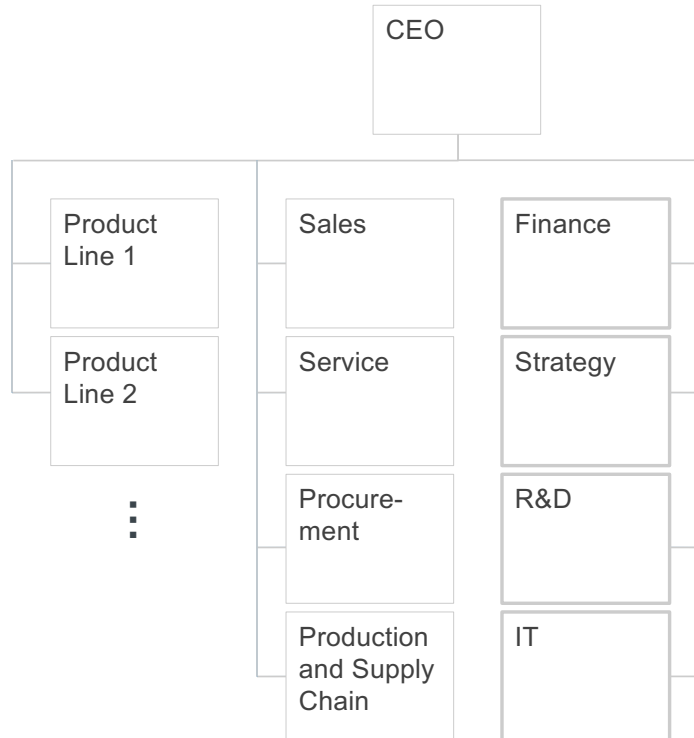 CEO
Product
Line 1
Sales
Finance
Product
Line 2
Service
Strategy
Procure-
ment
R&D
Production
and Supply
Chain
IT